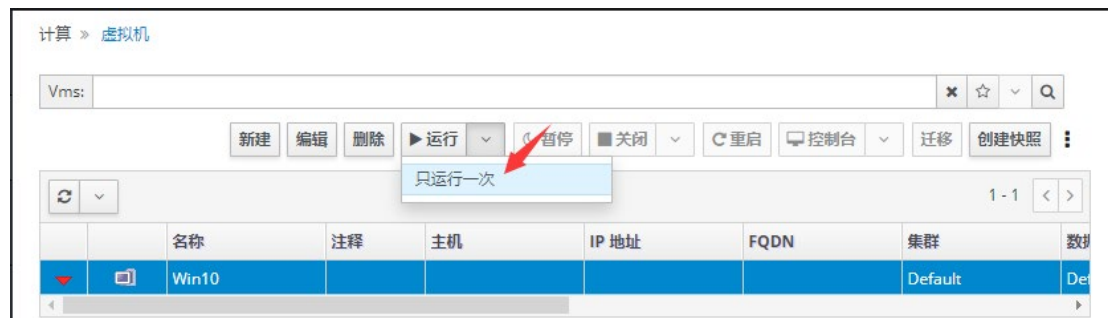 计算 » 虚拟机
Vms:
新建 编辑 删除 运行 暂停 关闭 重启 控制台 迁移 创建快照
只运行一次
1 - 1
名称 注释 主机 IP 地址 FQDN 集群
Win10 Default